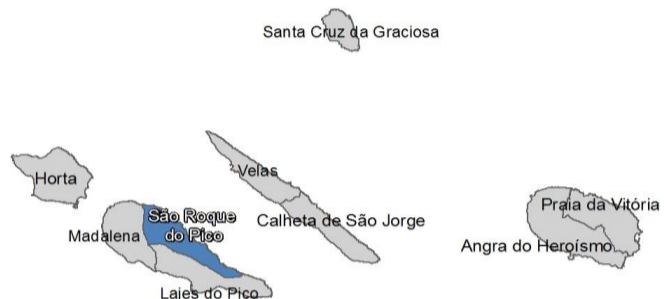 Santa Cruz da Graciosa
Velas
Horta
São Roque
do Pico
Calheta de São Jorge
Praia da Vitória
Madalena
Angra do Heroísmo
Lajes do Pico